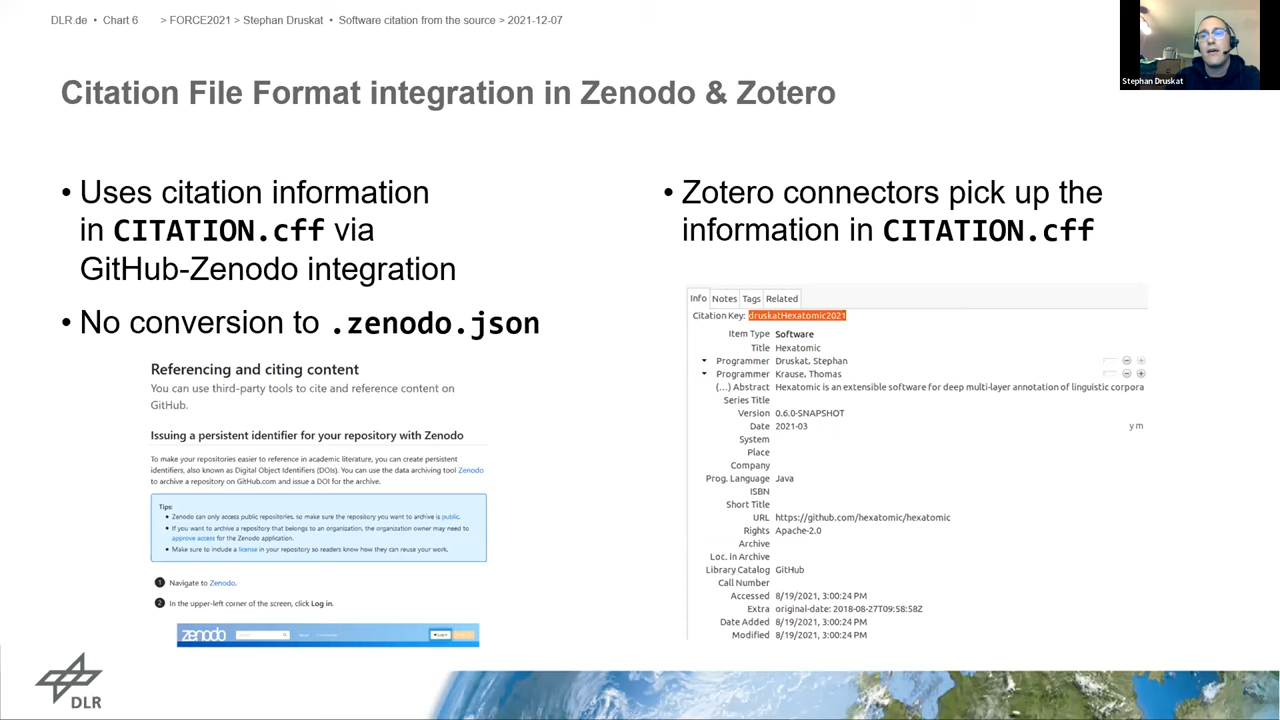 DLR.de • Chart 6 > FORCE2021 > Stephan Druskat • Software citation from the source > 2021-12-07
Stephan Druskat
Citation File Format integration in Zenodo & Zotero
• Uses citation information
in CITATION.cff via
GitHub-Zenodo integration
• No conversion to .zenodo.json
Referencing and citing content
You can use third-party tools to cite and reference content on
GitHub.
Issuing a persistent identifier for your repository with Zenodo
To make your repositories easier to reference in academic literature, you can create persistent
identifiers, also known as Digital Object Identifiers (DOIs). You can use the data archiving tool Zenodo
to archive a repository on GitHub.com and issue a DOI for the archive.
Tips:
• Zenodo can only access public repositories, so make sure the repository you want to archive is public.
• If you want to archive a repository that belongs to an organization, the organization owner may need to
approve access for the Zenodo application.
• Make sure to include a license in your repository so readers know how they can reuse your work.
1 Navigate to Zenodo.
2 In the upper-left corner of the screen, click Log in.
zenodo Log in
• Zotero connectors pick up the
information in CITATION.cff
Info Notes Tags Related
Citation Key: druskatHexatomic2021
Item Type Software
Title Hexatomic
Programmer Druskat, Stephan
Programmer Krause, Thomas
(...) Abstract Hexatomic is an extensible software for deep multi-layer annotation of linguistic corpora
Series Title
Version 0.6.0-SNAPSHOT
Date 2021-03 y m
System
Place
Company
Prog. Language Java
ISBN
Short Title
URL https://github.com/hexatomic/hexatomic
Rights Apache-2.0
Archive
Loc. in Archive
Library Catalog GitHub
Call Number
Accessed 8/19/2021, 3:00:24 PM
Extra original-date: 2018-08-27T09:58:58Z
Date Added 8/19/2021, 3:00:24 PM
Modified 8/19/2021, 3:00:24 PM
DLR